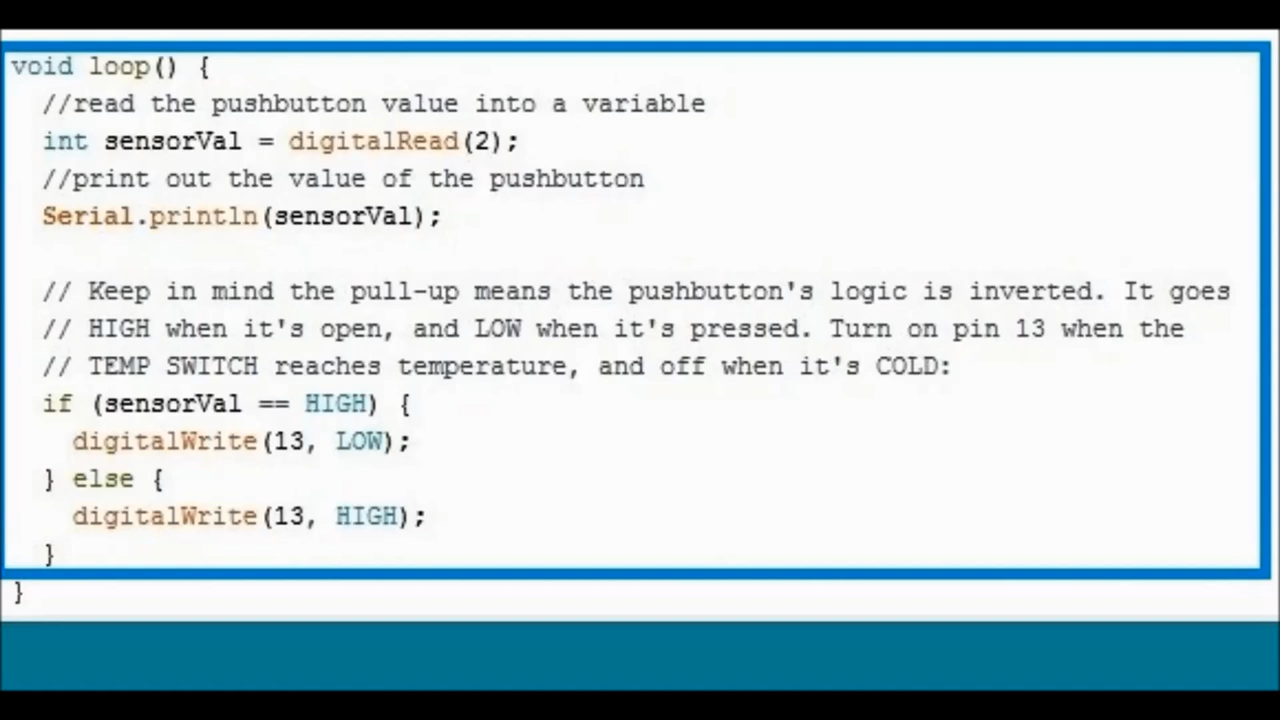 void loop() {
//read the pushbutton value into a variable
int sensorVal = digitalRead(2);
//print out the value of the pushbutton
Serial.println(sensorVal);
// Keep in mind the pull-up means the pushbutton's logic is inverted. It goes
// HIGH when it's open, and LOW when it's pressed. Turn on pin 13 when the
// TEMP SWITCH reaches temperature, and off when it's COLD:
if (sensorVal == HIGH) {
digitalWrite(13, LOW);
} else {
digitalWrite(13, HIGH);
}
}